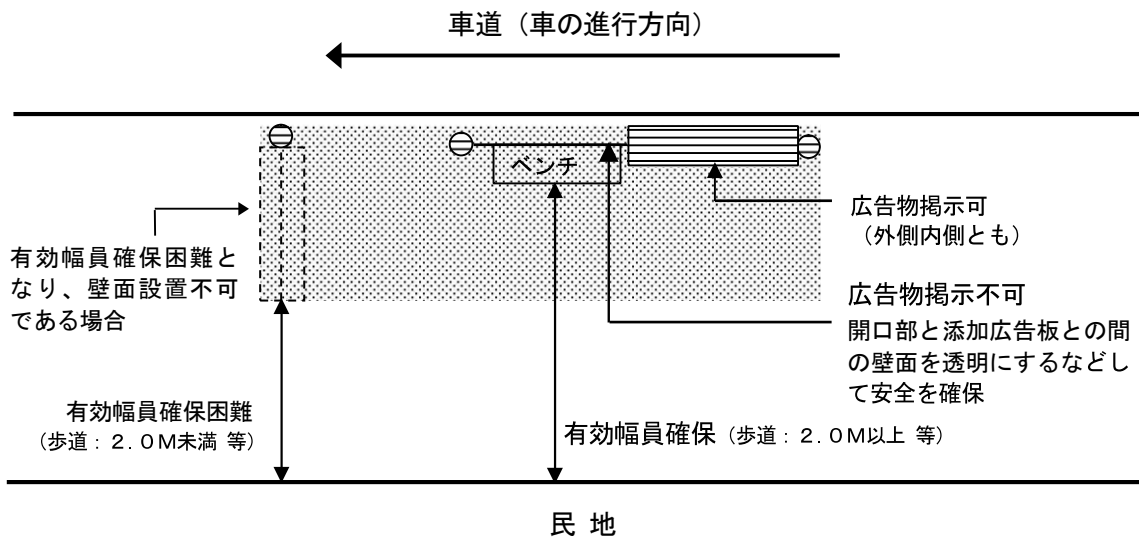 車道（車の進行方向）
ベンチ
広告物掲示可
（外側内側とも）
有効幅員確保困難と
なり、壁面設置不可
である場合
広告物掲示不可
開口部と添加広告板との間
の壁面を透明にするなどし
て安全を確保
有効幅員確保困難
（歩道：２.０Ｍ未満 等）
有効幅員確保（歩道：２.０Ｍ以上 等）
民 地